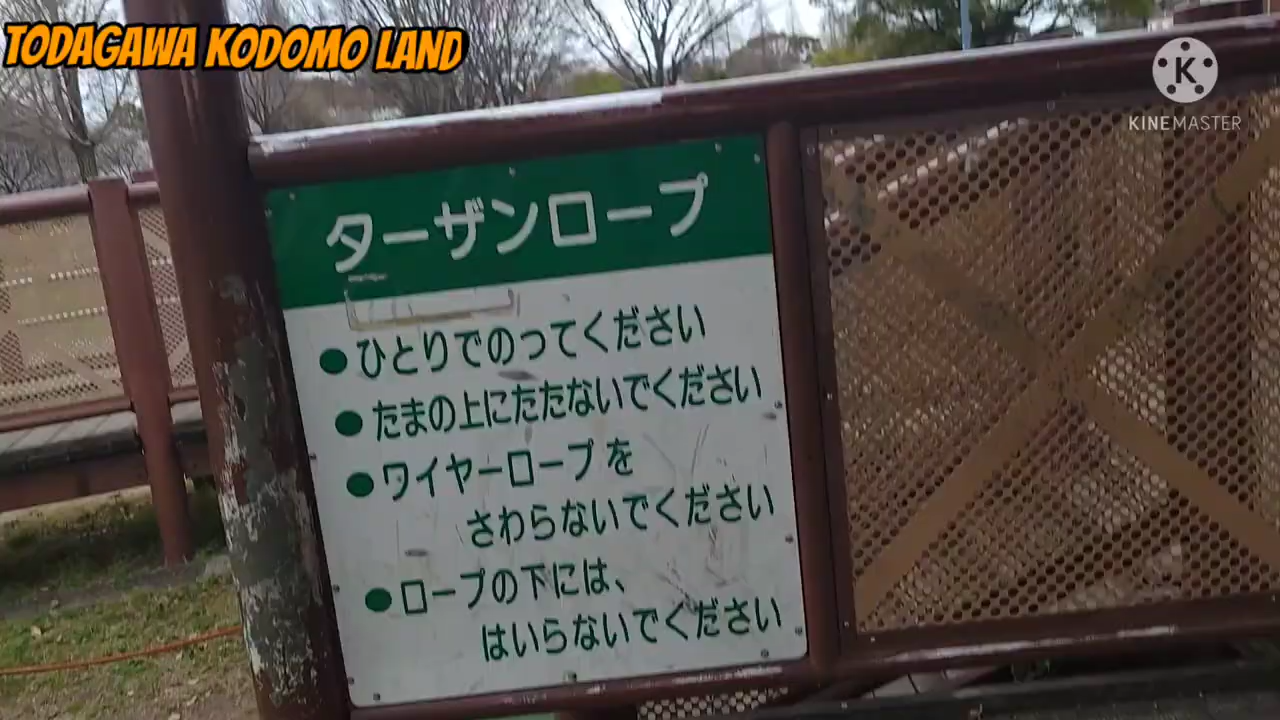 TODAGAWA KODOMO LAND
K
KINEMASTER
ターザンロープ
●ひとりでのってください
●たまの上にたたないでください
●ワイヤーロープを
さわらないでください
●ロープの下には、
はいらないでください